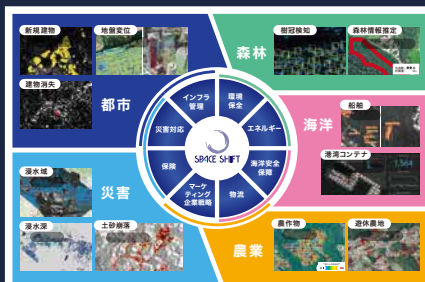 新規建物
地盤変位
建物消失
都市
樹冠検知
森林情報推定
森林
海洋
船舶
港湾コンテナ
1,564
インフラ
管理
環境
保全
災害対応
エネルギー
SPACE SHIFT
保険
海洋安全
保障
マーケ
ティング
企業戦略
物流
浸水域
災害
浸水深
土砂崩落
農業
農作物
遊休農地